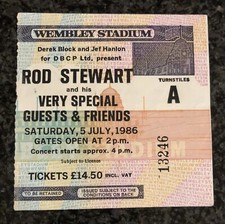 WEMBLEY STADIUM
Derek Block and Jef Hanlon
for DBCP Ltd, present
ROD STEWART
and his
VERY SPECIAL
GUESTS & FRIENDS
SATURDAY, 5 JULY, 1986
GATES OPEN AT 2 p.m.
Concert starts approx. 4 p.m.
Subject to Licence
TICKETS £14.50 INCL. VAT
TURNSTILES
A
13246
TO BE RETAINED
ISSUED SUBJECT TO THE
CONDITIONS ON BACK